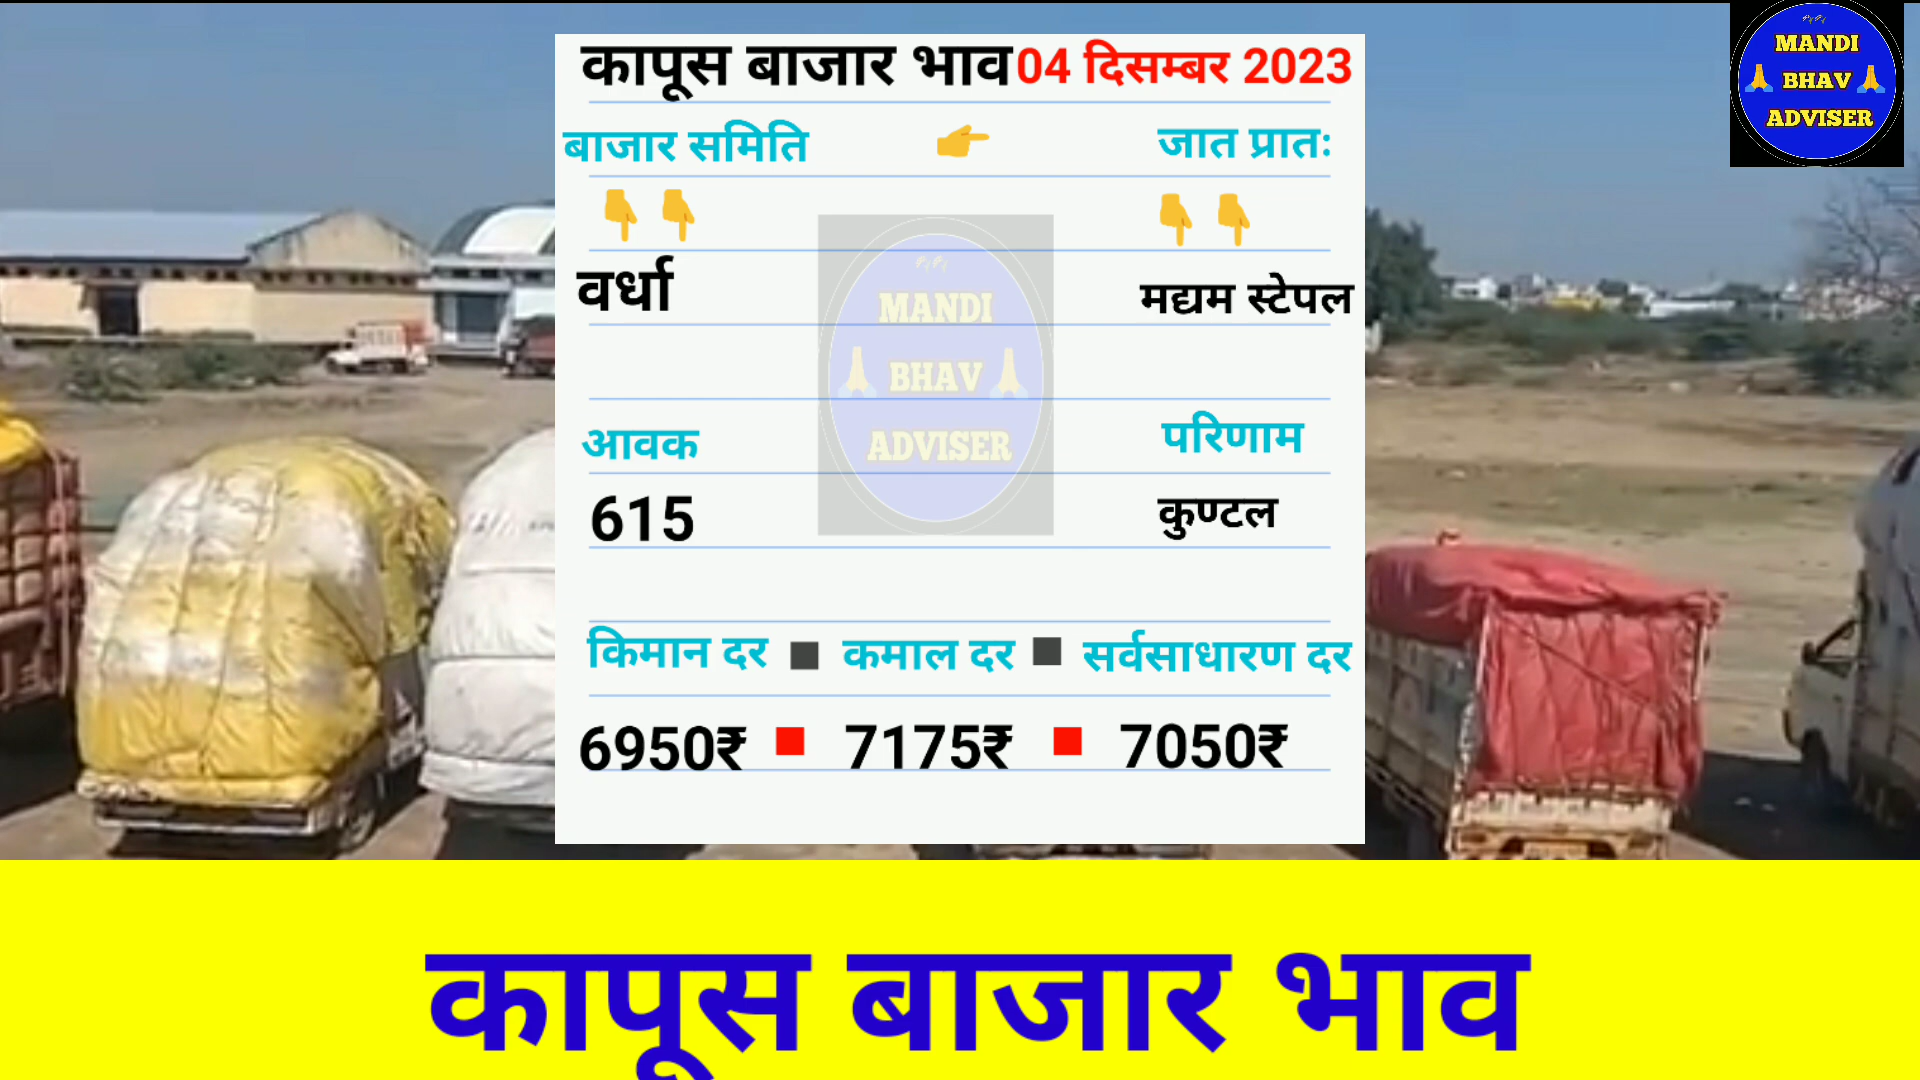 MANDI
BHAV
ADVISER
कापूस बाजार भाव 04 दिसम्बर 2023
बाजार समिति जात प्रातः
वर्धा मद्यम स्टेपल
MANDI
BHAV
ADVISER
आवक परिणाम
615 कुण्टल
किमान दर कमाल दर सर्वसाधारण दर
6950₹ 7175₹ 7050₹
कापूस बाजार भाव